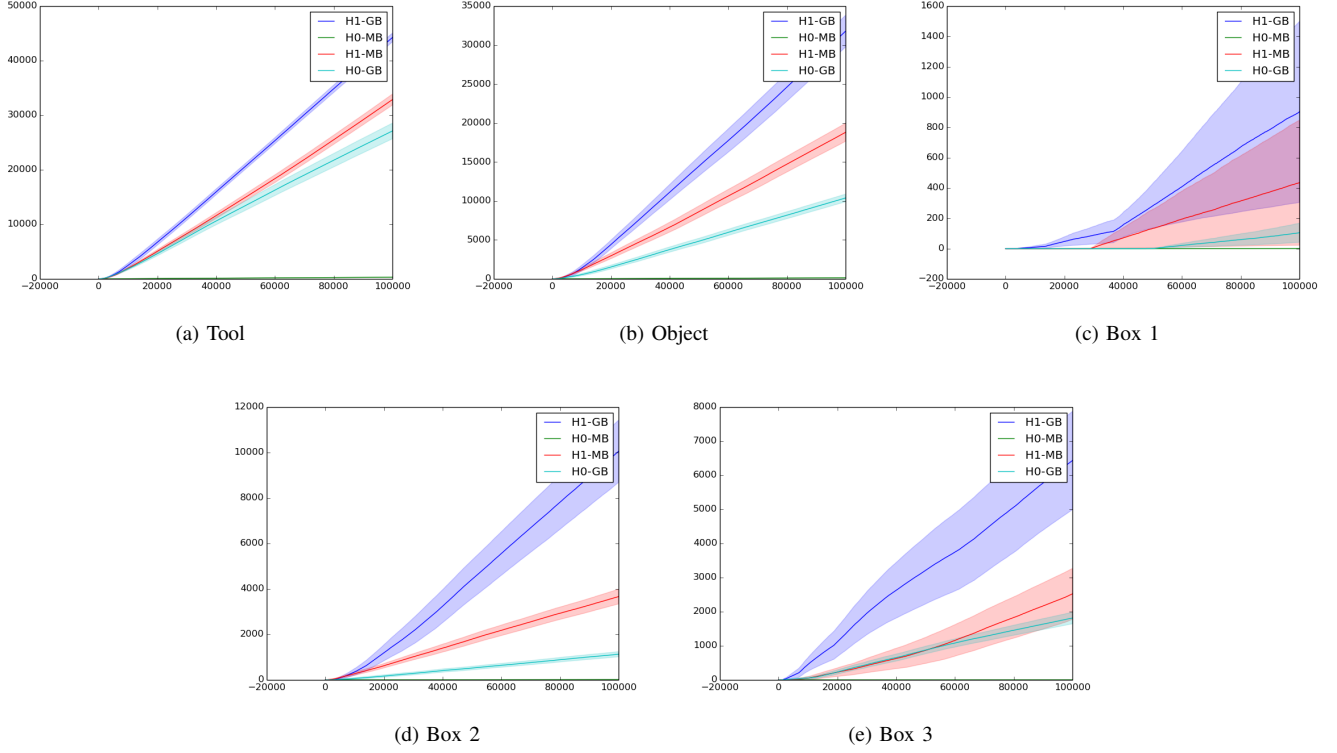 50000
40000
30000
20000
10000
0
−20000 0 20000 40000 60000 80000 100000
H1-GB
H0-MB
H1-MB
H0-GB
(a) Tool
35000
30000
25000
20000
15000
10000
5000
0
−20000 0 20000 40000 60000 80000 100000
H1-GB
H0-MB
H1-MB
H0-GB
(b) Object
1600
1400
1200
1000
800
600
400
200
0
−200
−20000 0 20000 40000 60000 80000 100000
H1-GB
H0-MB
H1-MB
H0-GB
(c) Box 1
12000
10000
8000
6000
4000
2000
0
−20000 0 20000 40000 60000 80000 100000
H1-GB
H0-MB
H1-MB
H0-GB
(d) Box 2
8000
7000
6000
5000
4000
3000
2000
1000
0
−20000 0 20000 40000 60000 80000 100000
H1-GB
H0-MB
H1-MB
H0-GB
(e) Box 3